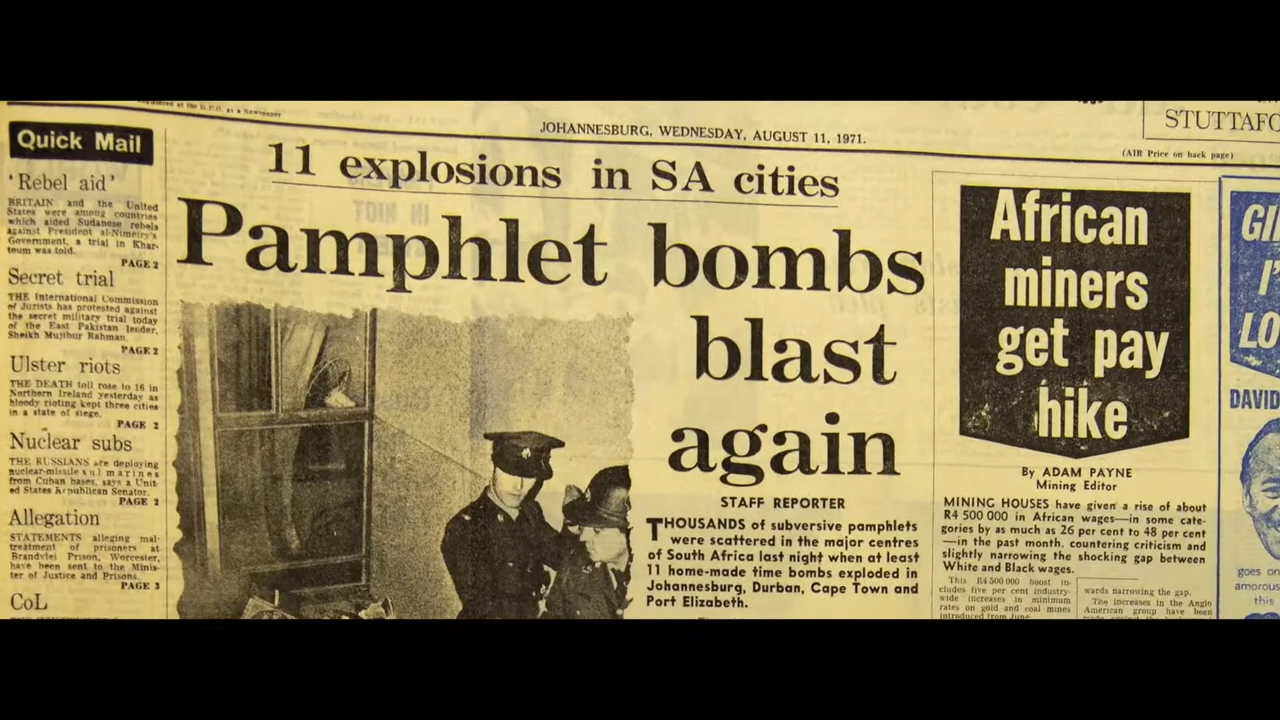 JOHANNESBURG, WEDNESDAY, AUGUST 11, 1971.
STUTTAFO
(AIR Price on back page)
Quick Mail
'Rebel aid'
BRITAIN and the United
States were among countries
which aided Sudanese rebels
against President al-Nimetry's
Government, a trial in Khar-
toum was told.
PAGE 2
Secret trial
THE International Commission
of Jurists has protested against
the secret military trial today
of the East Pakistan leader,
Sheikh Mujibur Rahman.
PAGE 2
Ulster riots
THE DEATH toll rose to 16 in
Northern Ireland yesterday as
bloody rioting kept three cities
in a state of siege.
PAGE 2
Nuclear subs
THE RUSSIANS are deploying
nuclear-missile submarines
from Cuban bases, says a Unit-
ed States Republican Senator.
PAGE 2
Allegation
STATEMENTS alleging mal-
treatment of prisoners at
Brandvlei Prison, Worcester,
have been sent to the Minis-
ter of Justice and Prisons.
PAGE 3
CoL
11 explosions in SA cities
Pamphlet bombs
blast
again
STAFF REPORTER
THOUSANDS of subversive pamphlets
were scattered in the major centres
of South Africa last night when at least
11 home-made time bombs exploded in
Johannesburg, Durban, Cape Town and
Port Elizabeth.
African
miners
get pay
hike
By ADAM PAYNE
Mining Editor
MINING HOUSES have given a rise of about
R4 500 000 in African wages—in some cate-
gories by as much as 26 per cent to 48 per cent
—in the past month, countering criticism and
slightly narrowing the shocking gap between
White and Black wages.
This R4 500 000 boost in-
cludes five per cent industry-
wide increases in minimum
rates on gold and coal mines
introduced from June.
wards narrowing the gap.
The increases in the Anglo
American group have been
GI
I'
LO
DAVID
goes on
amorous
this